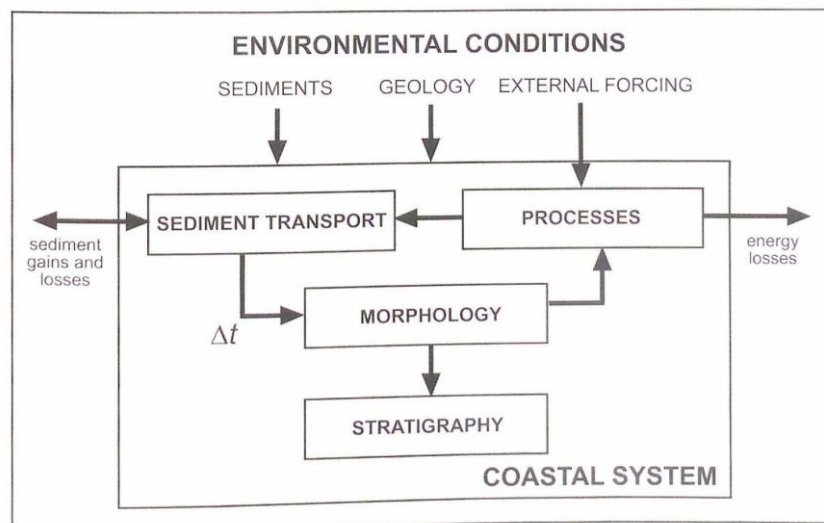 ENVIRONMENTAL CONDITIONS
SEDIMENTS GEOLOGY EXTERNAL FORCING
SEDIMENT TRANSPORT PROCESSES
sediment
gains and
losses
energy
losses
Δt
MORPHOLOGY
STRATIGRAPHY
COASTAL SYSTEM